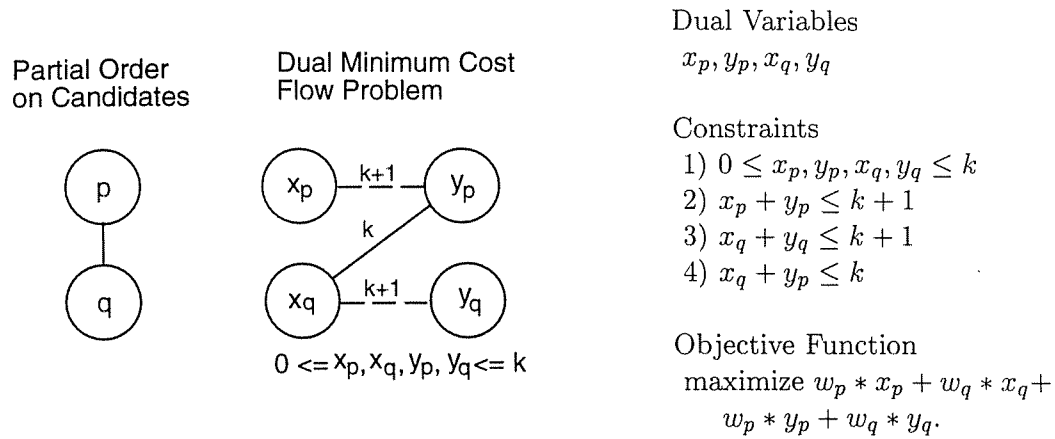 Partial Order
on Candidates
p
q
Dual Minimum Cost
Flow Problem
x_p k+1 y_p
k
x_q k+1 y_q
0 <= x_p, x_q, y_p, y_q <= k
Dual Variables
x_p, y_p, x_q, y_q
Constraints
1) 0 ≤ x_p, y_p, x_q, y_q ≤ k
2) x_p + y_p ≤ k + 1
3) x_q + y_q ≤ k + 1
4) x_q + y_p ≤ k
Objective Function
maximize w_p * x_p + w_q * x_q+
w_p * y_p + w_q * y_q.